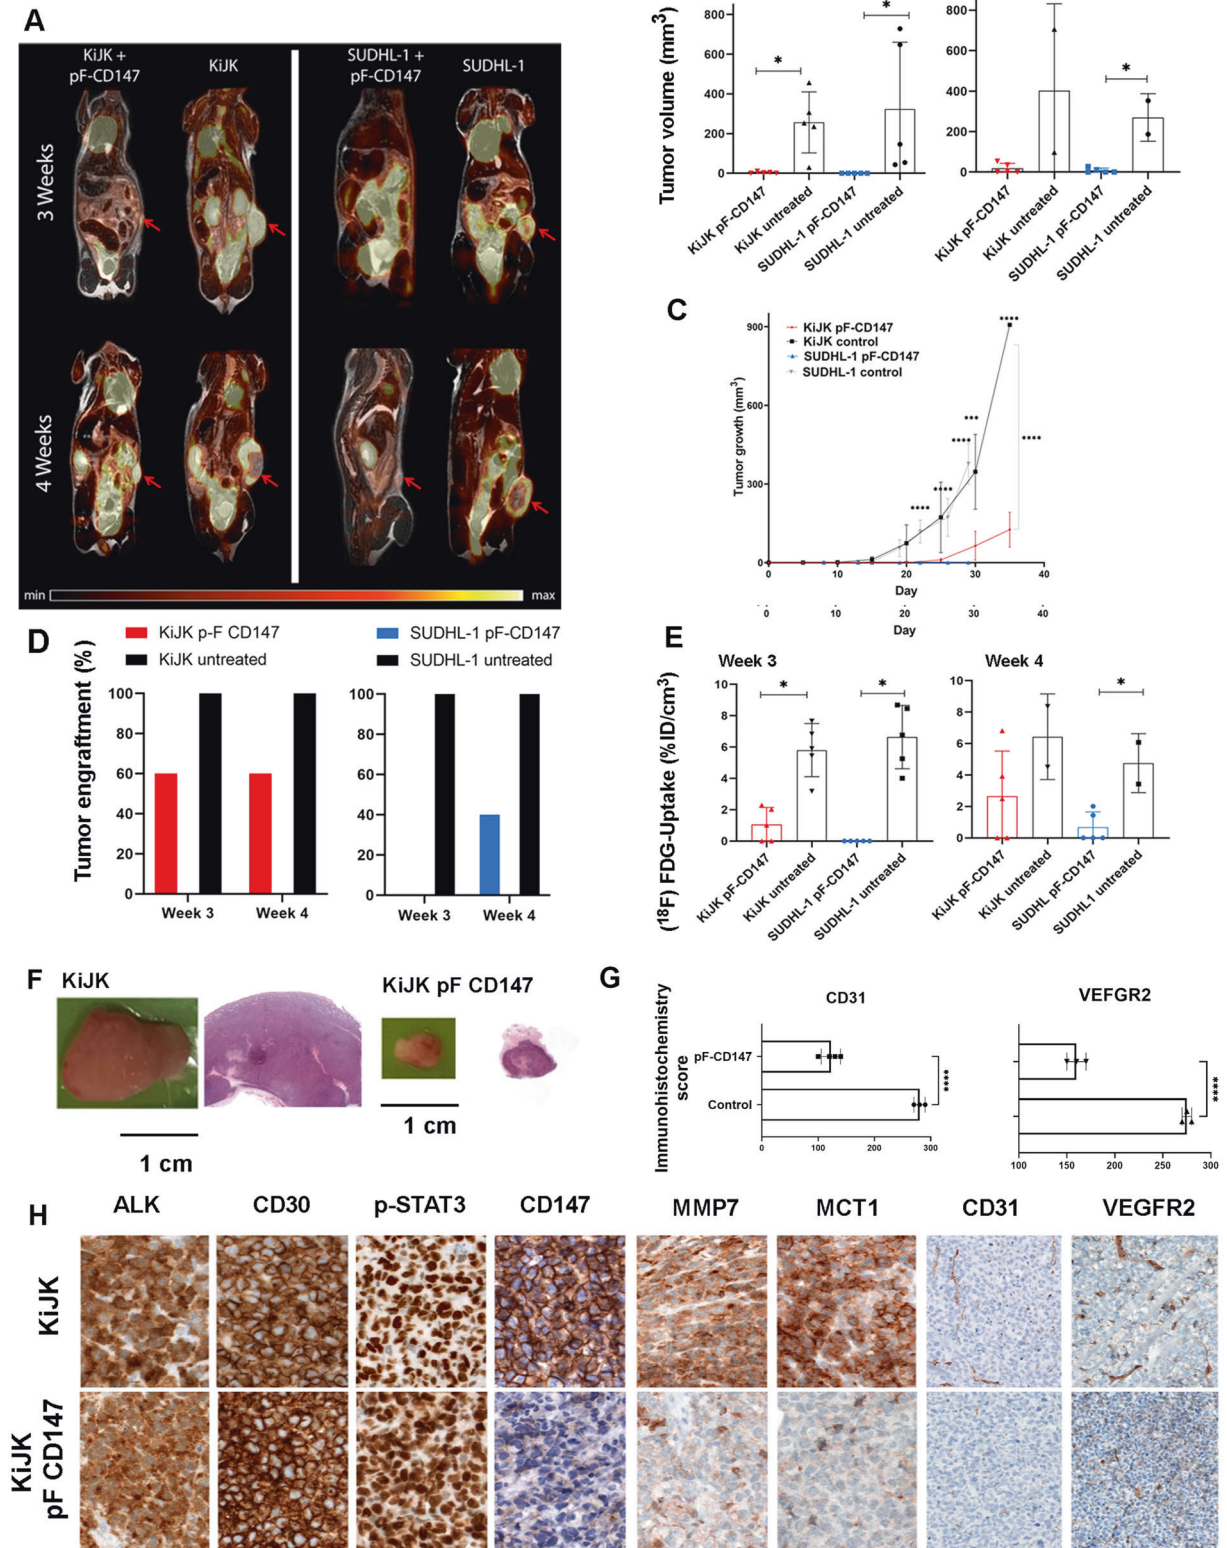 A
KiJK +
pF-CD147
KiJK
SUDHL-1 +
pF-CD147
SUDHL-1
3 Weeks
4 Weeks
min
max
Tumor volume (mm³)
800
600
400
200
0
*
*
KiJK pF-CD147
KiJK untreated
SUDHL-1 pF-CD147
SUDHL-1 untreated
800
600
400
200
0
*
KiJK pF-CD147
KiJK untreated
SUDHL-1 pF-CD147
SUDHL-1 untreated
C
Tumor growth (mm³)
900
600
300
0
KiJK pF-CD147
KiJK control
SUDHL-1 pF-CD147
SUDHL-1 control
****
****
****
***
****
****
0 10 20 30 40
Day
0 10 20 30 40
Day
D
KiJK p-F CD147
KiJK untreated
SUDHL-1 pF-CD147
SUDHL-1 untreated
Tumor engraftment (%)
100
80
60
40
20
0
Week 3 Week 4
100
80
60
40
20
0
Week 3 Week 4
E
(¹⁸F) FDG-Uptake (%ID/cm³)
Week 3
10
8
6
4
2
0
*
*
KiJK pF-CD147
KiJK untreated
SUDHL-1 pF-CD147
SUDHL-1 untreated
Week 4
10
8
6
4
2
0
*
KiJK pF-CD147
KiJK untreated
SUDHL pF-CD147
SUDHL1 untreated
F
KiJK
1 cm
KiJK pF CD147
1 cm
G
Immunohistochemistry
score
CD31
pF-CD147
Control
****
0 100 200 300
VEFGR2
****
100 150 200 250 300
H
ALK CD30 p-STAT3 CD147 MMP7 MCT1 CD31 VEGFR2
KiJK
KiJK
pF CD147